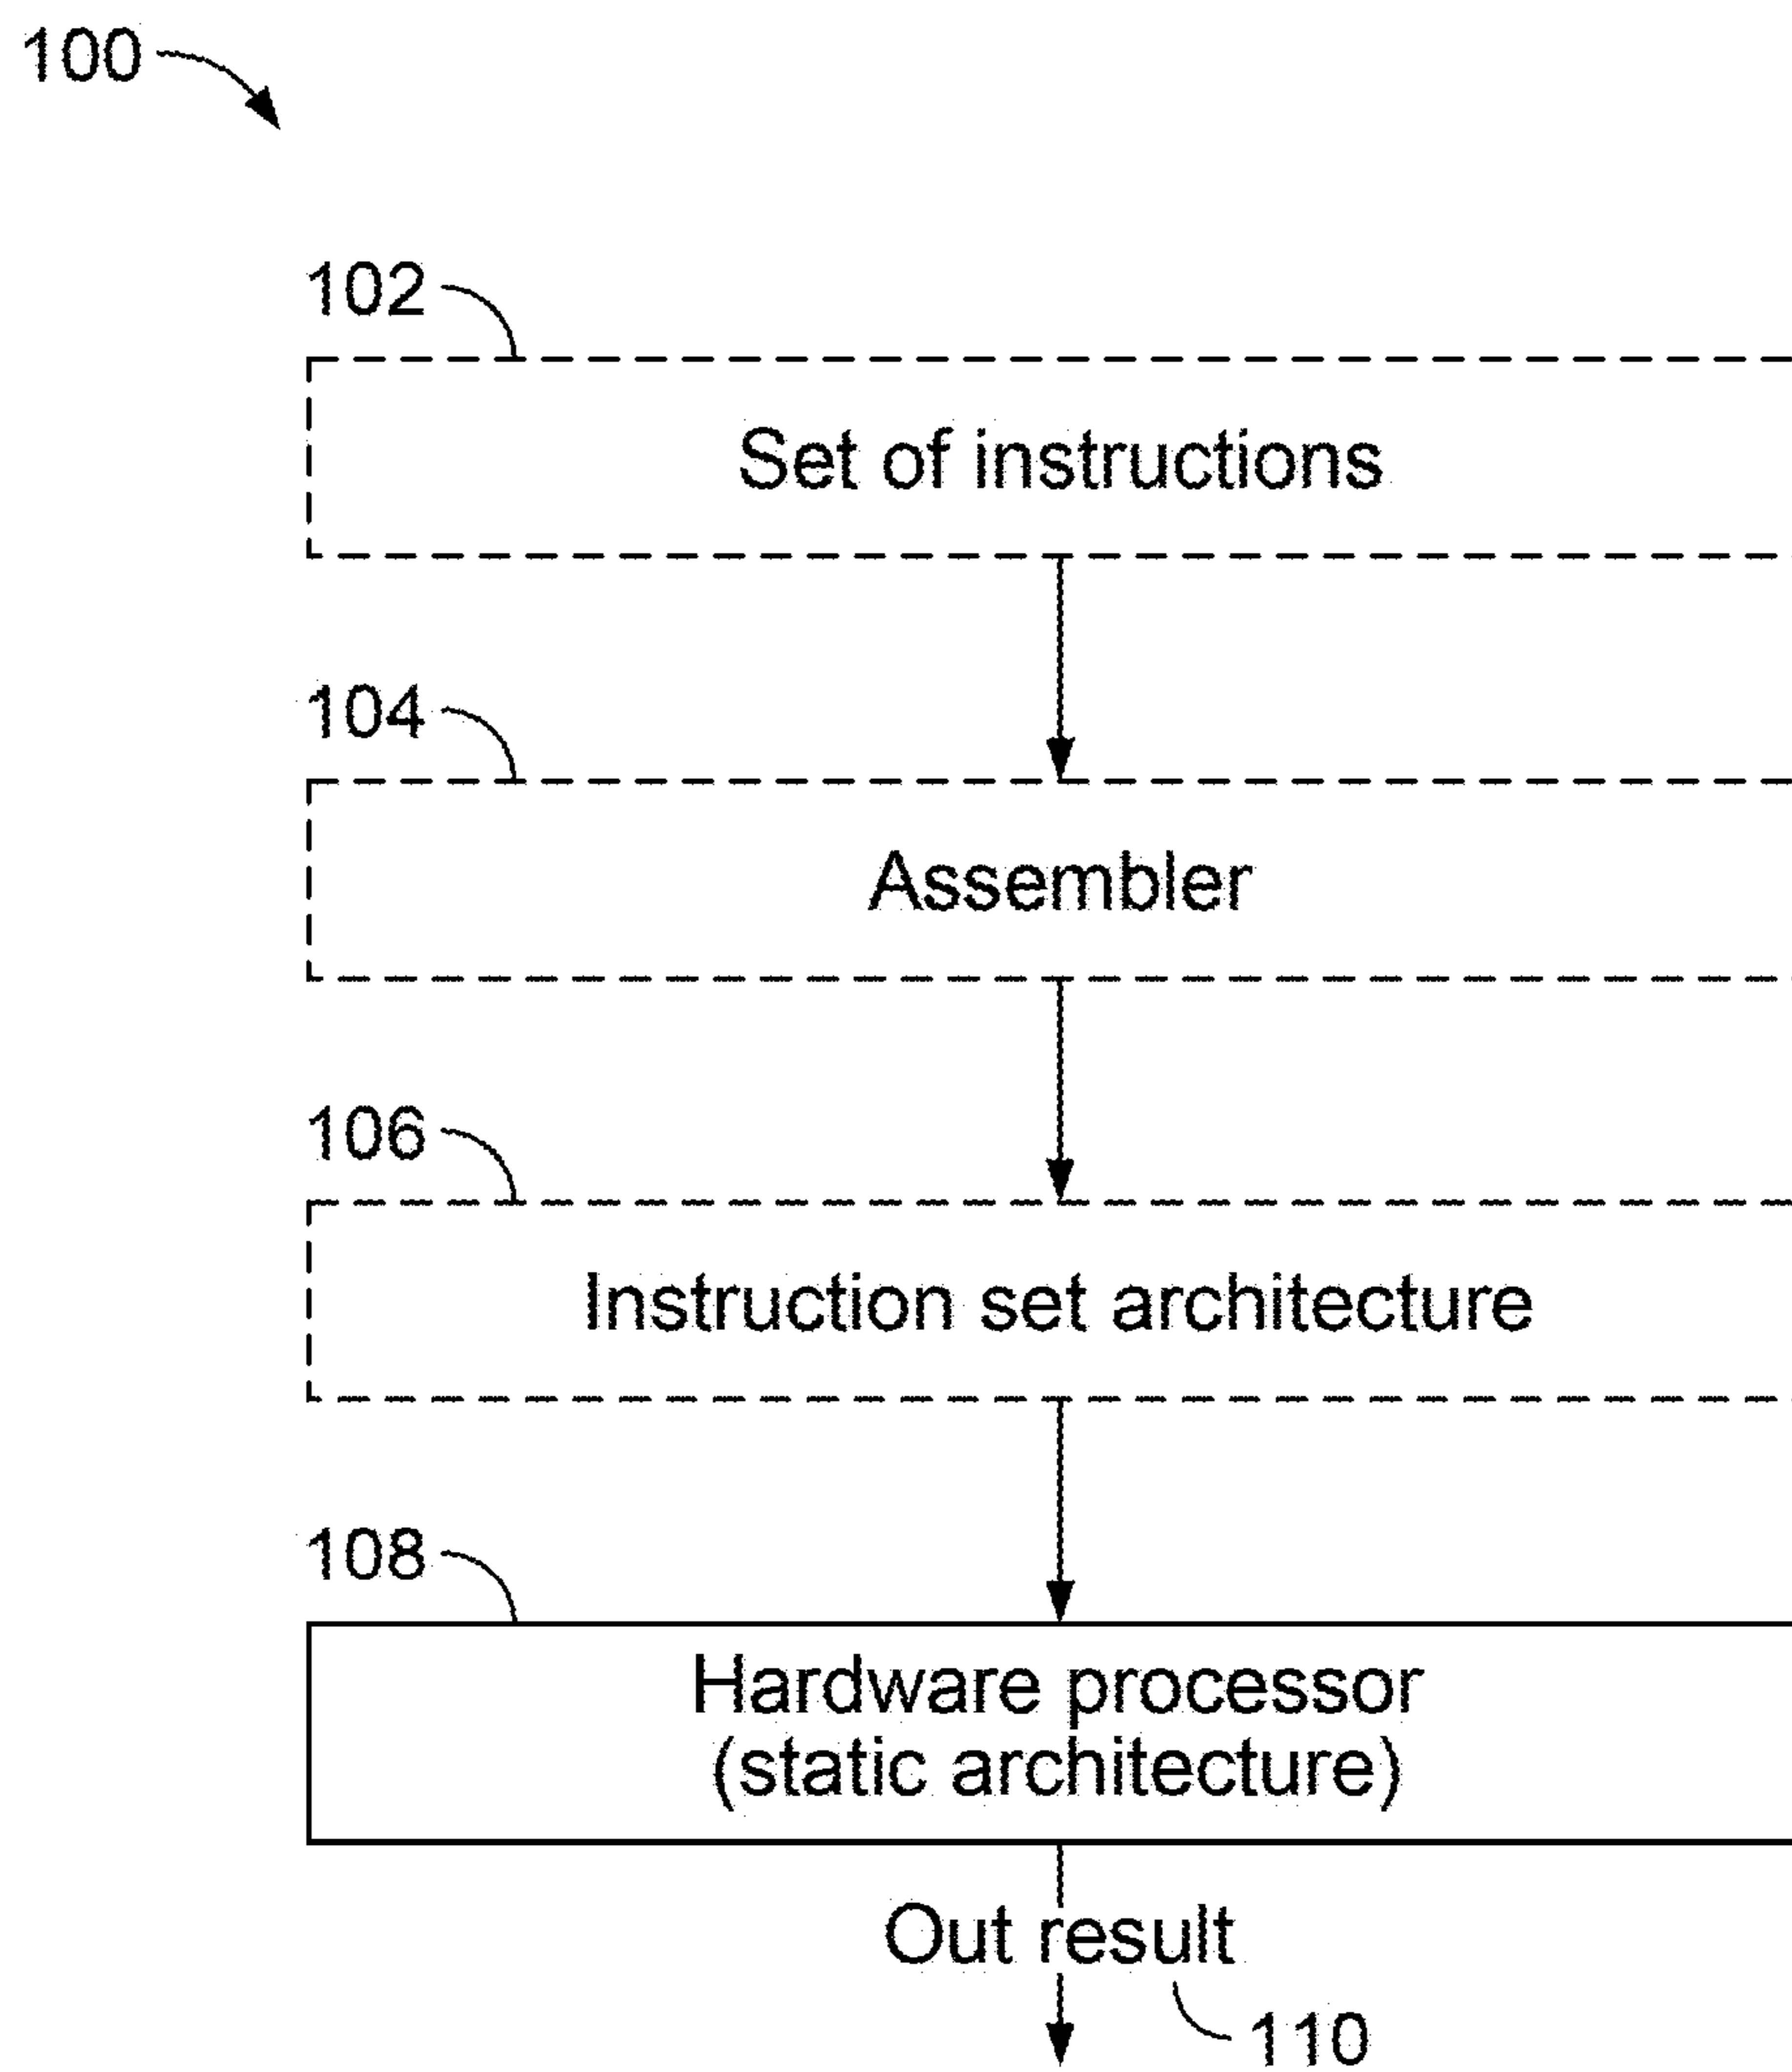 100
102
Set of instructions
104
Assembler
106
Instruction set architecture
108
Hardware processor
(static architecture)
Out result
110